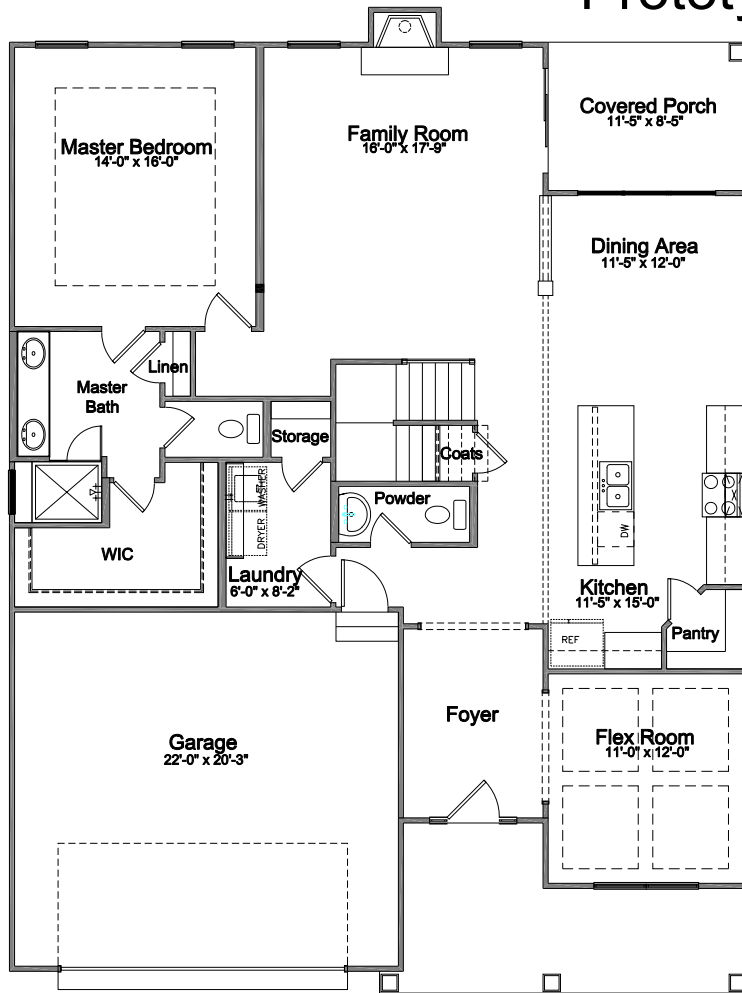 Covered Porch
11'-5" x 8'-5"
Family Room
16'-0" x 17'-9"
Master Bedroom
14'-0" x 16'-0"
Dining Area
11'-5" x 12'-0"
Linen
Master
Bath
Storage
Coats
WASHER
DRYER
Powder
DW
WIC
Laundry
6'-0" x 8'-2"
Kitchen
11'-5" x 15'-0"
REF
Pantry
Foyer
Garage
22'-0" x 20'-3"
Flex Room
11'-0" x 12'-0"